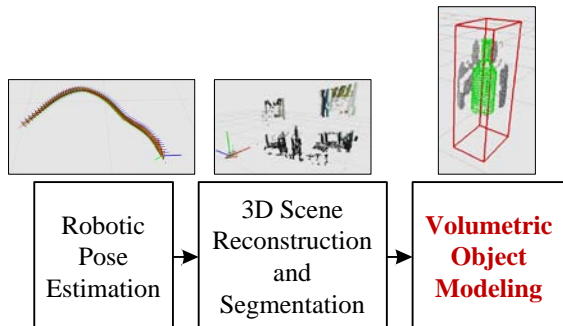 Robotic
Pose
Estimation
3D Scene
Reconstruction
and
Segmentation
Volumetric
Object
Modeling